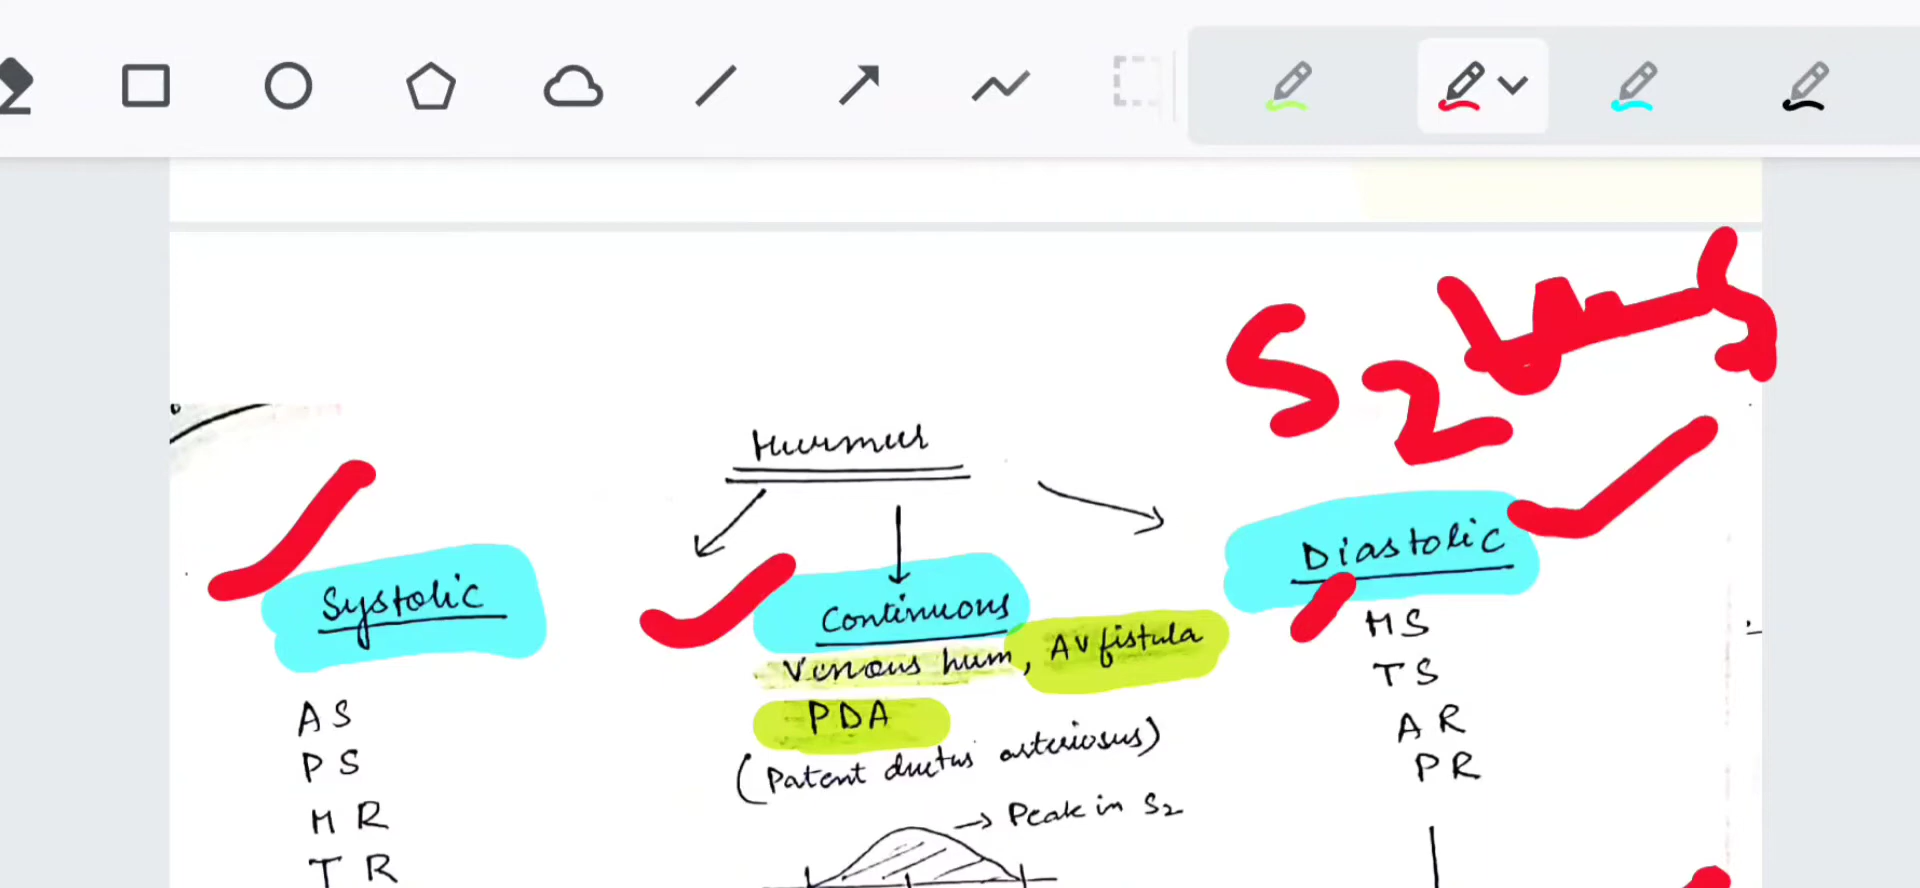 S2 S
Murmur
Systolic
Continuous
Diastolic
Venous hum, AV fistula
PDA
(Patent ductus arteriosus)
→ Peak in S2
AS
PS
MR
TR
MS
TS
AR
PR